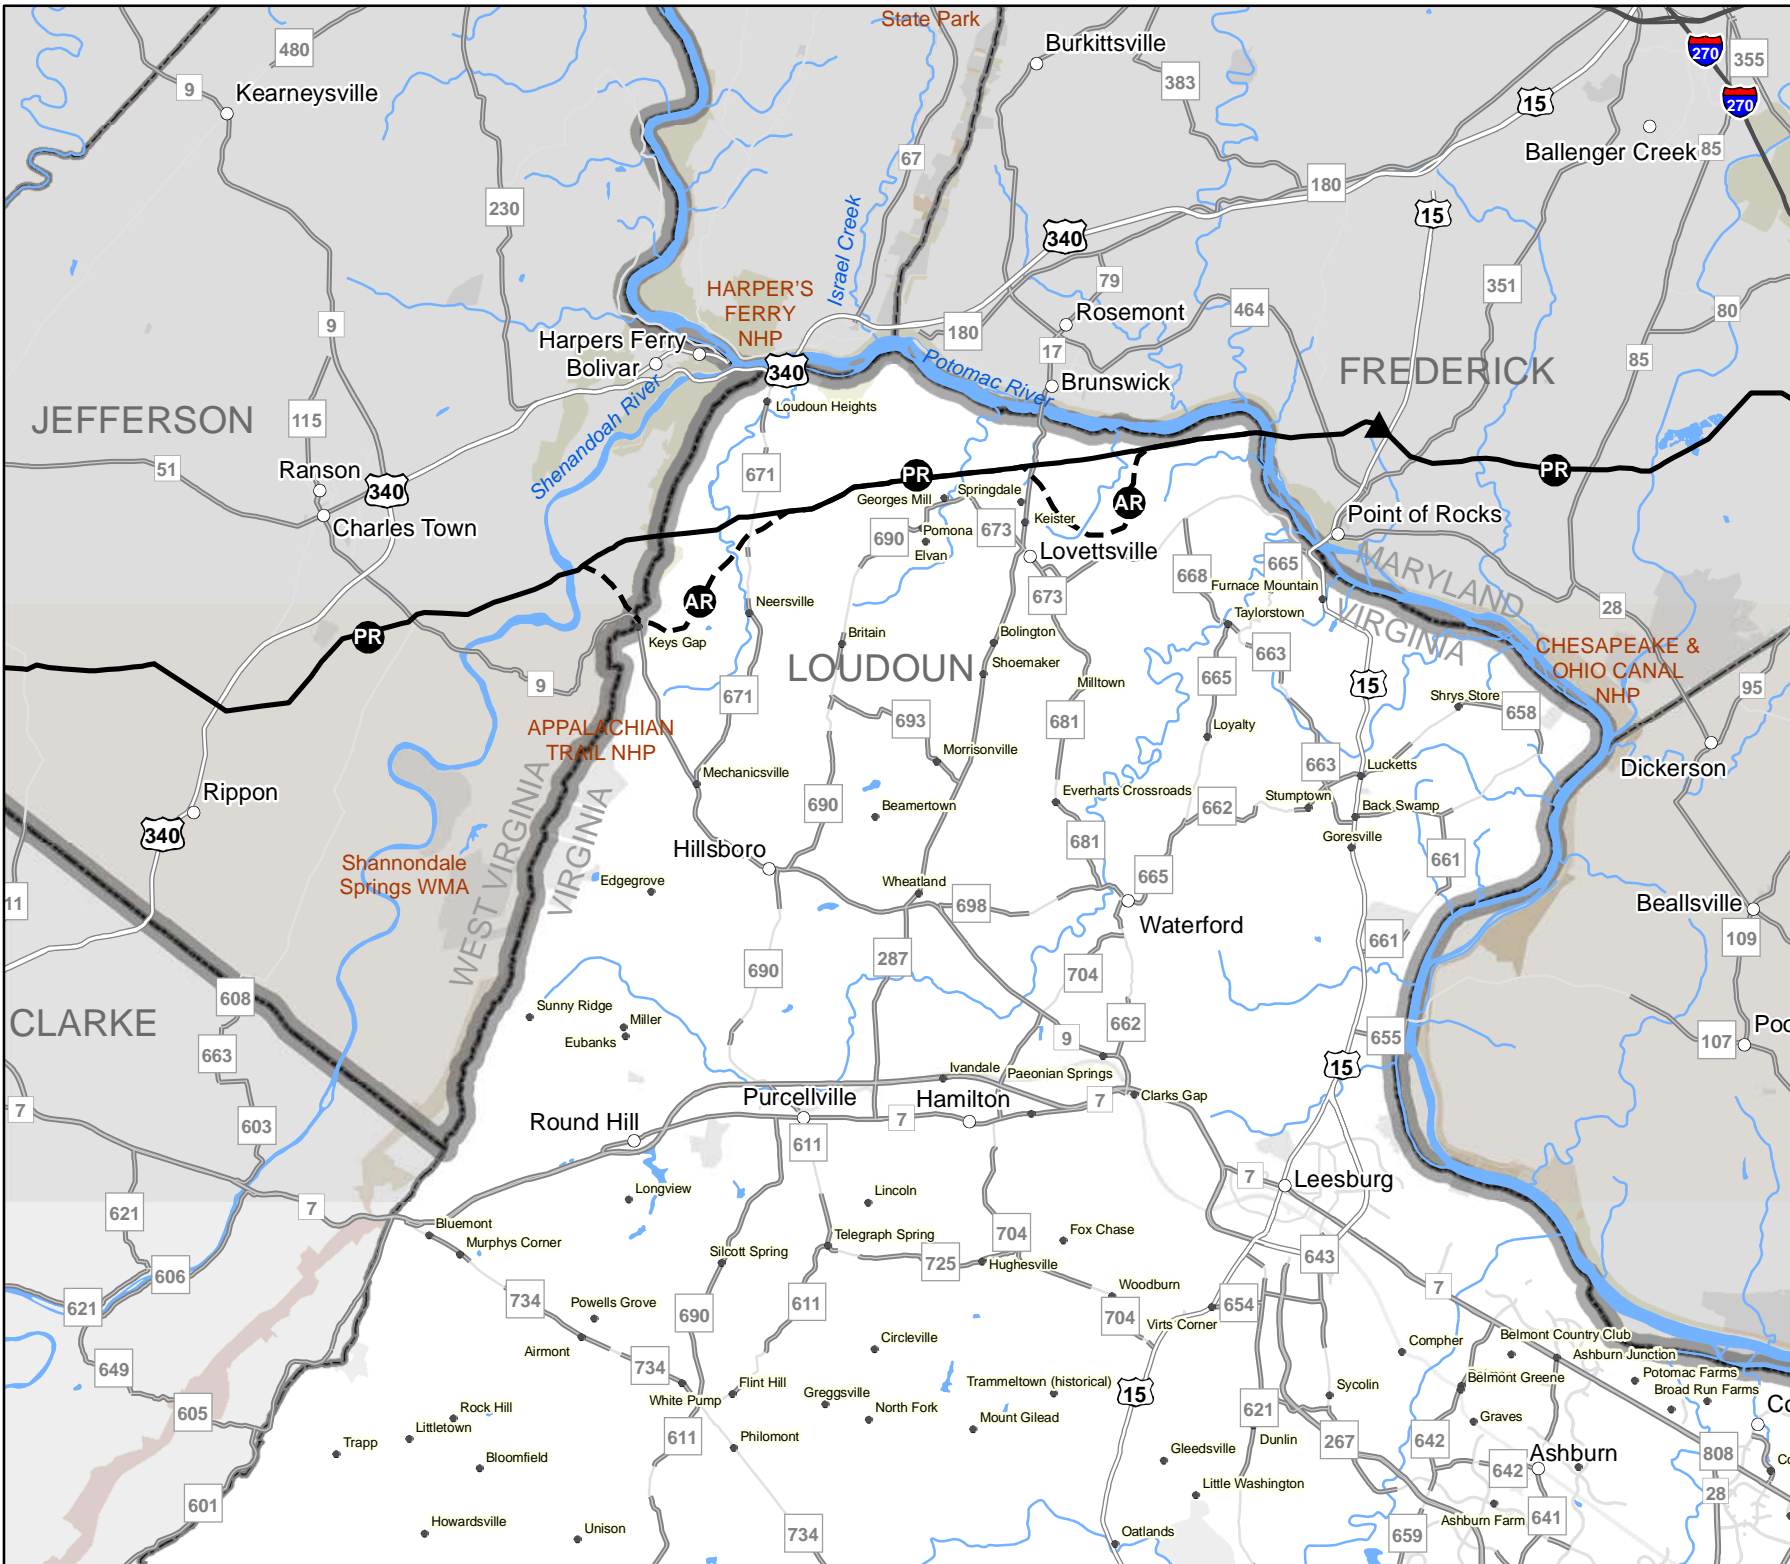 State Park
Burkittsville
480
270
355
383
15
270
9
Kearneysville
Ballenger Creek
85
67
180
230
15
340
Israel Creek
79
351
HARPER'S
FERRY
NHP
Rosemont
464
80
9
180
Harpers Ferry
Bolivar
340
17
Potomac River
Brunswick
85
FREDERICK
JEFFERSON
115
Loudoun Heights
Shenandoah River
51
Ranson
340
671
PR
PR
Georges Mill
Springdale
AR
Charles Town
Keister
Point of Rocks
690
Pomona
673
Elvan
Lovettsville
668
665
MARYLAND
Furnace Mountain
AR
Neersville
673
Taylorstown
28
VIRGINIA
PR
Keys Gap
Britain
Bolington
663
CHESAPEAKE &
OHIO CANAL
NHP
LOUDOUN
Shoemaker
9
671
Milltown
665
15
95
Shrys Store
658
693
681
Loyalty
APPALACHIAN
TRAIL NHP
Morrisonville
663
Lucketts
Dickerson
Mechanicsville
Rippon
690
Beamertown
Everharts Crossroads
662
Stumptown
Back Swamp
340
WEST VIRGINIA
VIRGINIA
Hillsboro
681
Goresville
661
Shannondale
Springs WMA
Edgegrove
Wheatland
665
11
698
Beallsville
Waterford
661
109
287
690
704
608
CLARKE
Sunny Ridge
Miller
Eubanks
662
9
655
107
Poo
663
15
Ivandale
Paeonian Springs
7
Purcellville
Hamilton
7
Clarks Gap
603
Round Hill
7
611
7
Leesburg
Longview
Lincoln
621
7
Bluemont
Murphys Corner
Telegraph Spring
704
Fox Chase
Silcott Spring
725
Hughesville
643
606
Woodburn
7
621
734
Powells Grove
690
611
704
654
Virts Corner
Airmont
Circleville
Compher
Belmont Country Club
Ashburn Junction
649
734
Potomac Farms
Flint Hill
Greggsville
Trammeltown (historical)
15
Sycolin
Belmont Greene
Broad Run Farms
White Pump
605
Rock Hill
North Fork
Mount Gilead
621
Graves
Co
Littletown
611
Philomont
Dunlin
267
642
Trapp
Bloomfield
Gleedsville
642
Ashburn
808
Co
Little Washington
28
601
Howardsville
Unison
734
Oatlands
659
Ashburn Farm
641